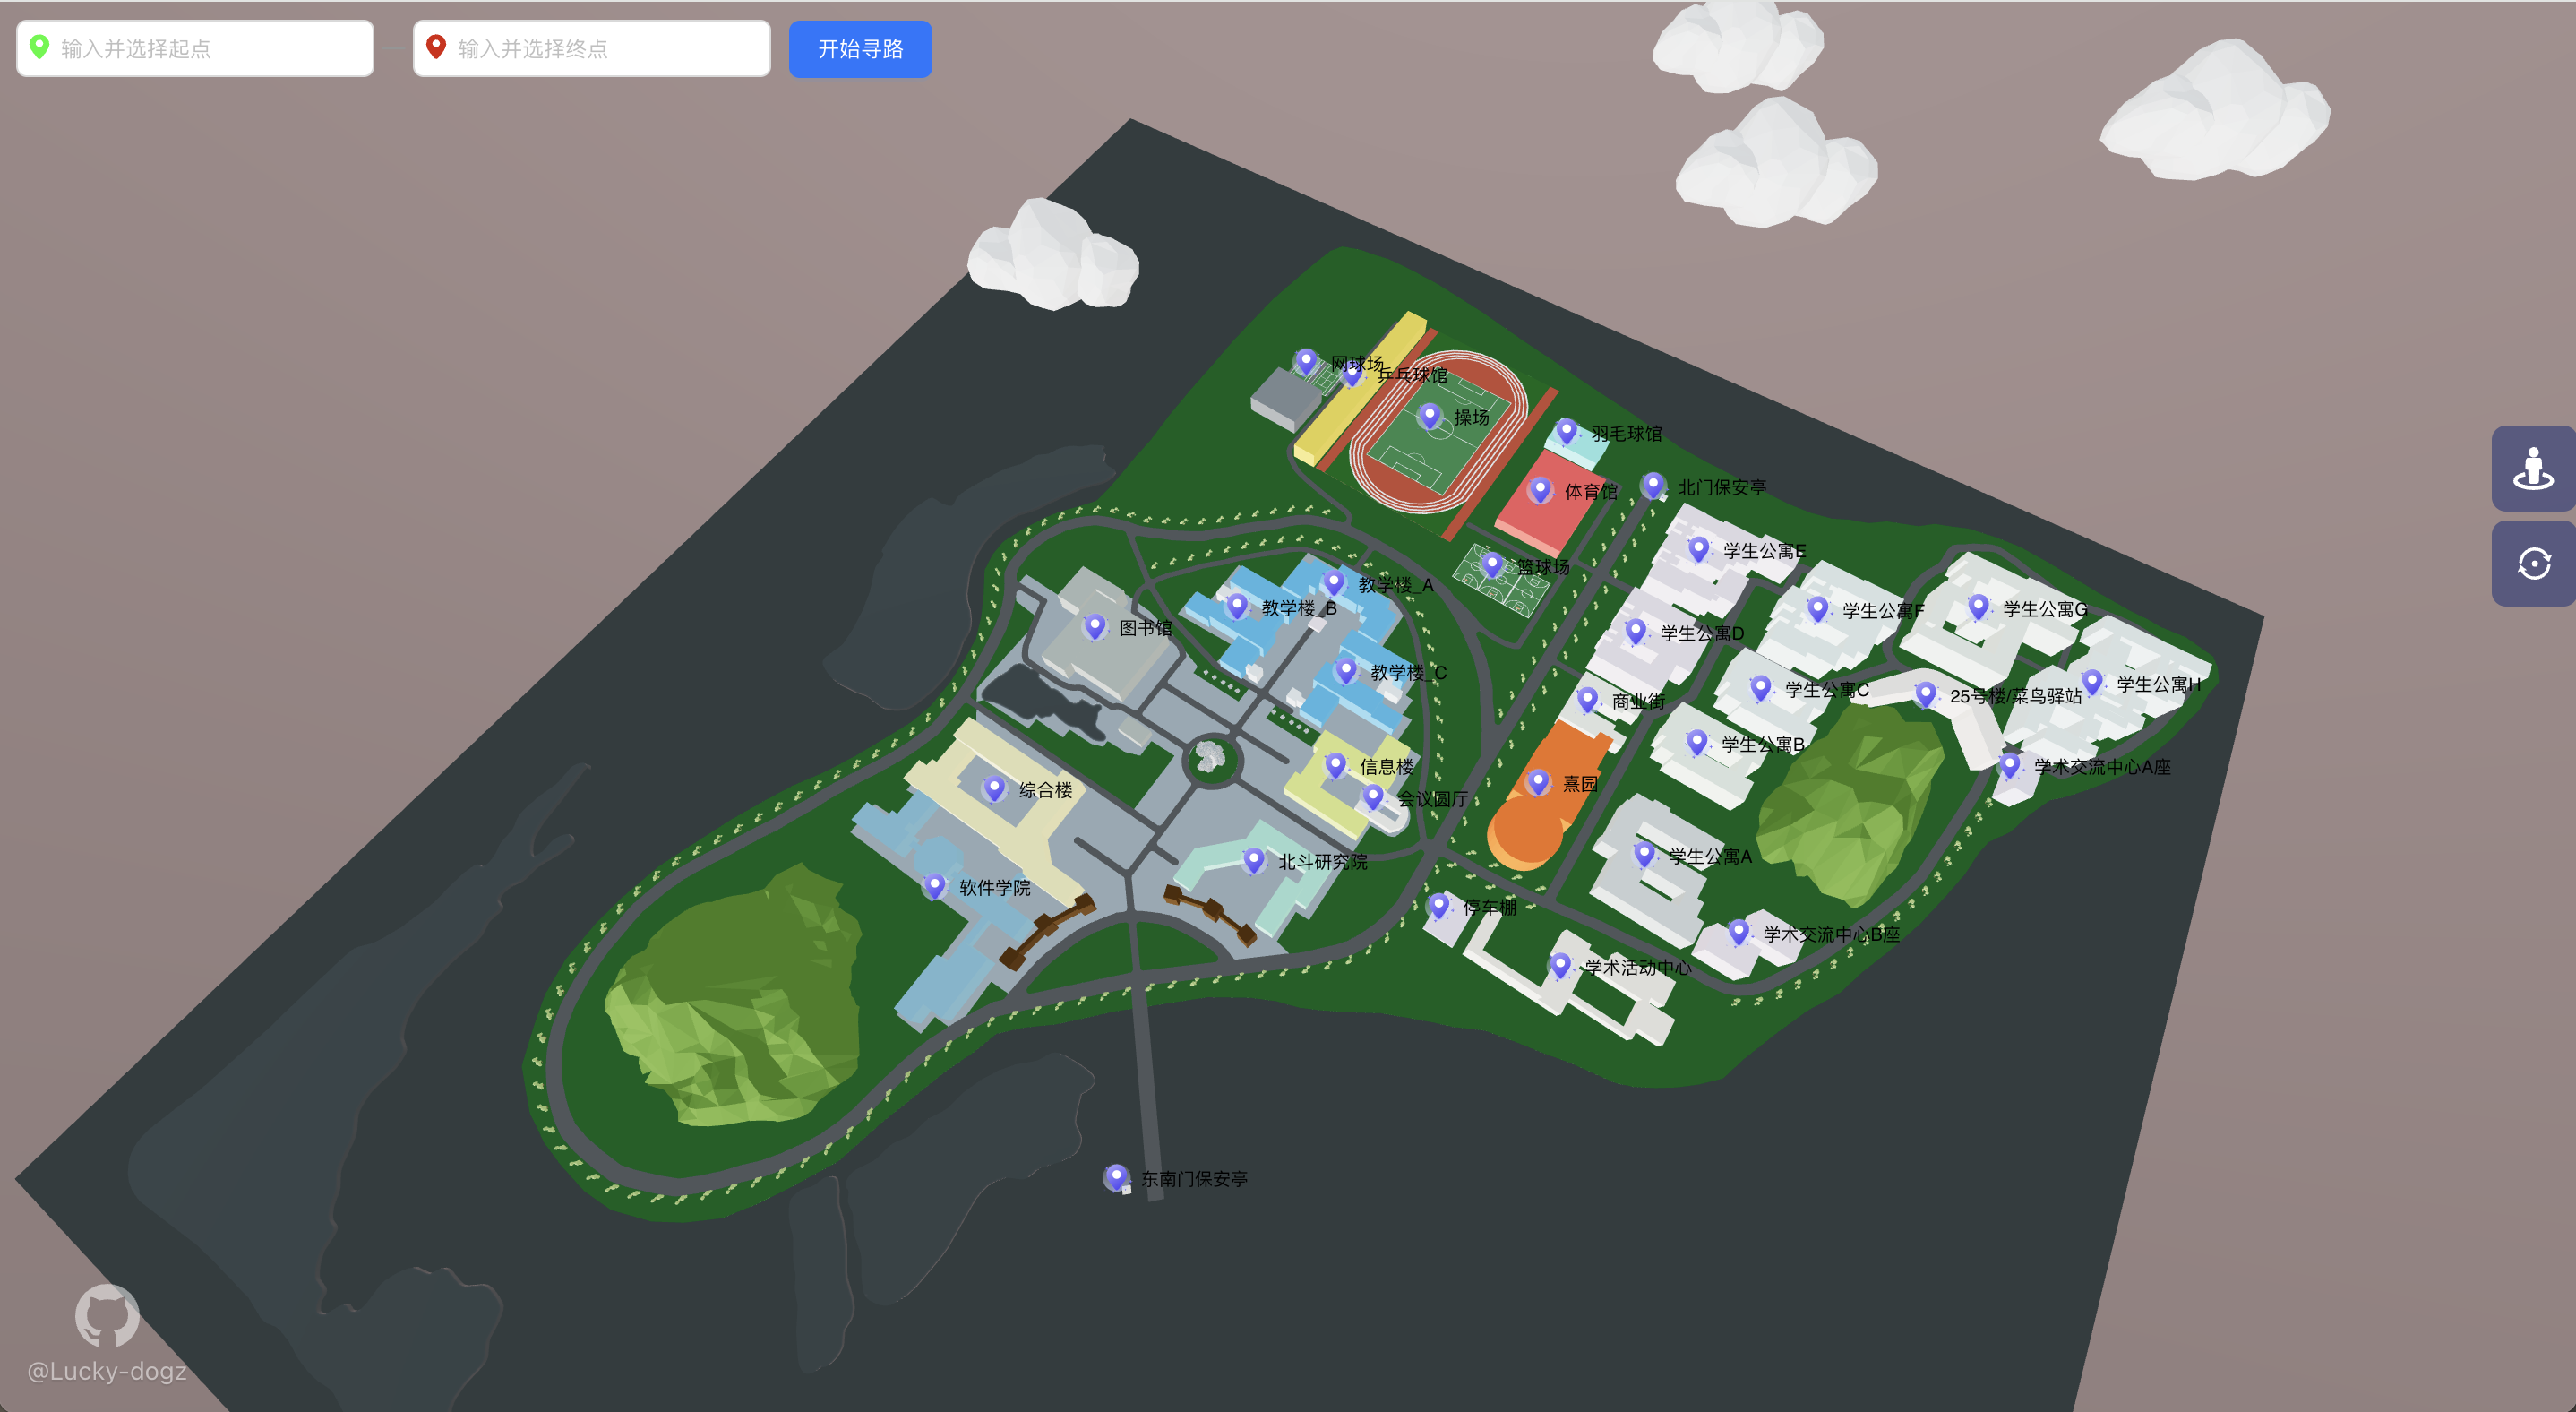 输入并选择起点
输入并选择终点
开始寻路
网球场
乒乓球馆
操场
羽毛球馆
体育馆
北门保安亭
学生公寓E
篮球场
教学楼_A
教学楼_B
学生公寓F
学生公寓G
图书馆
学生公寓D
教学楼_C
学生公寓H
学生公寓C
25号楼/菜鸟驿站
商业街
学生公寓B
信息楼
学术交流中心A座
熹园
综合楼
会议圆厅
学生公寓A
北斗研究院
软件学院
停车棚
学术交流中心B座
学术活动中心
东南门保安亭
@Lucky-dogz